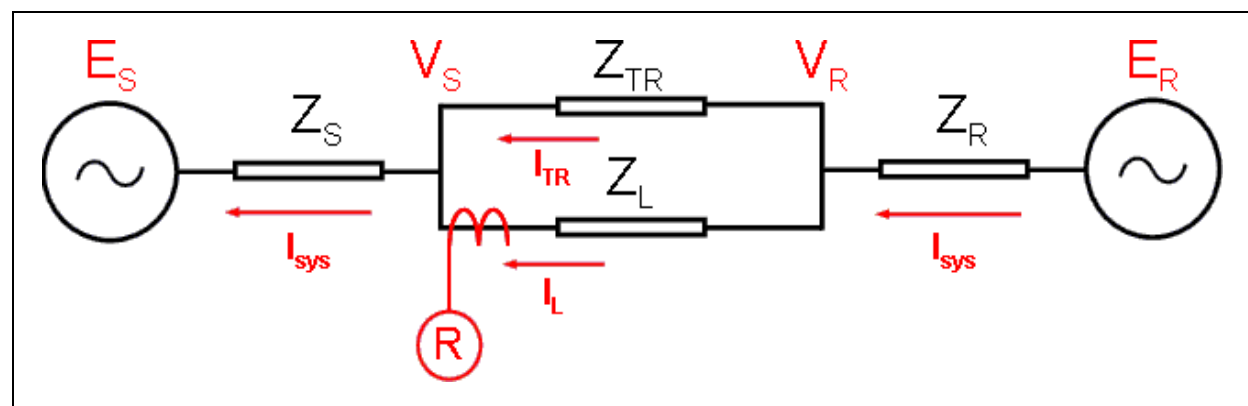 E_S
V_S
Z_TR
V_R
E_R
Z_S
Z_R
I_TR
Z_L
I_sys
I_L
I_sys
R